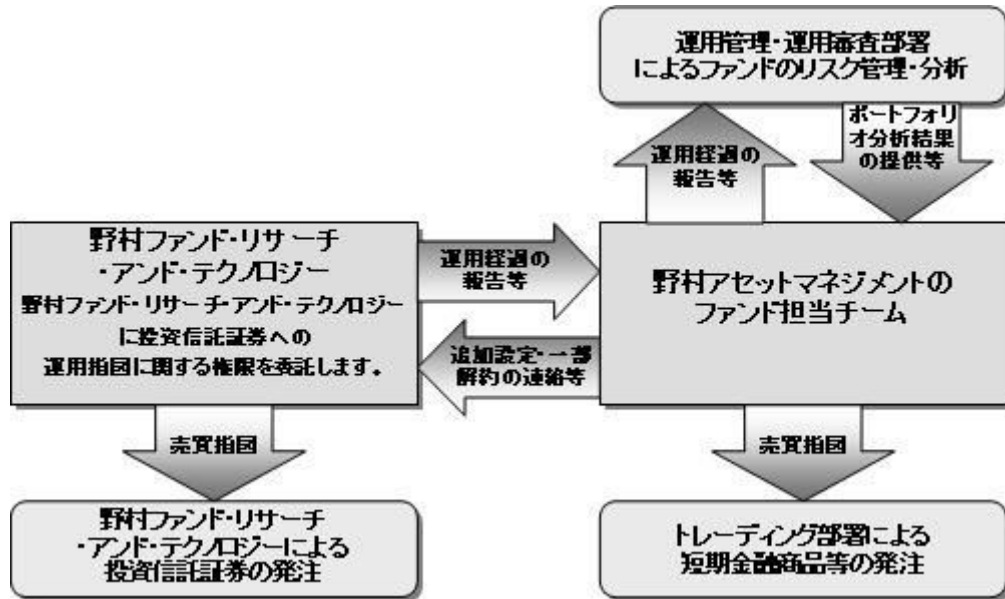 運用管理・運用審査部署
によるファンドのリスク管理・分析
運用経過の
報告等
ポートフォリ
オ分析結果
の提供等
野村ファンド・リサーチ
・アンド・テクノロジー
野村ファンド・リサーチ・アンド・テクノロジー
に投資信託証券への
運用指図に関する権限を委託します。
運用経過の
報告等
追加設定・一部
解約の連絡等
野村アセットマネジメントの
ファンド担当チーム
売買指図
売買指図
野村ファンド・リサーチ
・アンド・テクノロジーによる
投資信託証券の発注
トレーディング部署による
短期金融商品等の発注